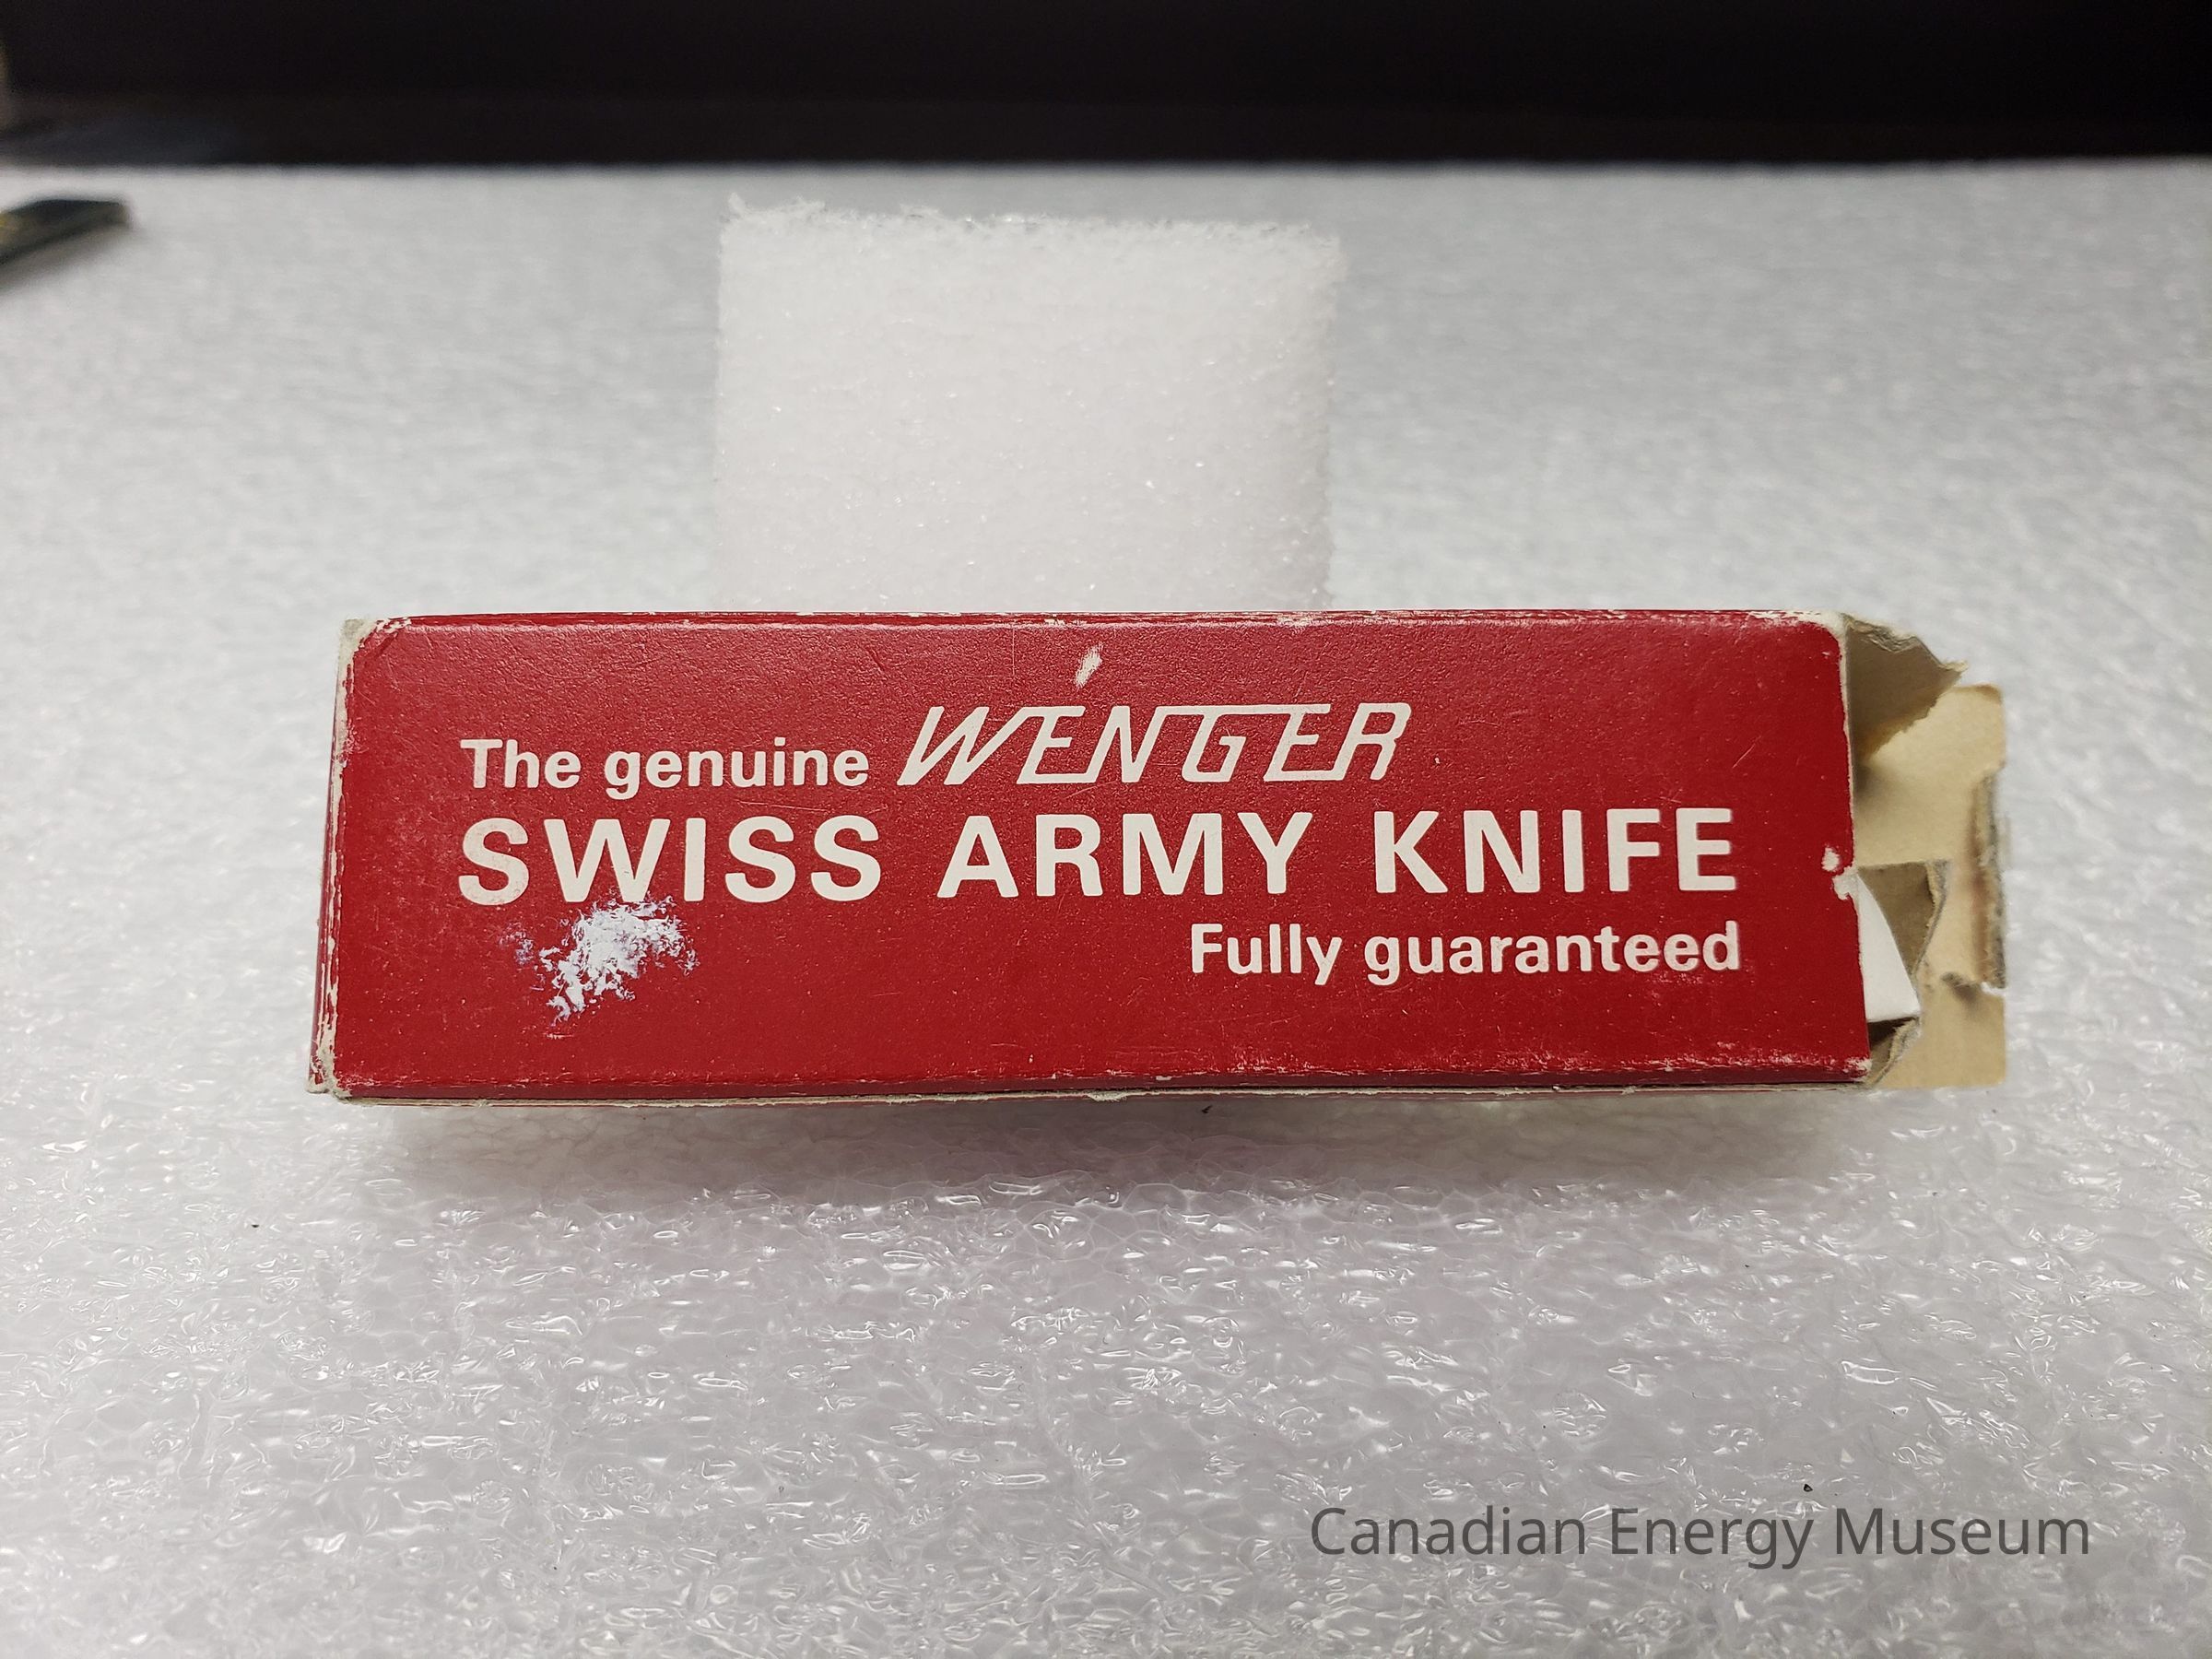 The genuine WENGER
SWISS ARMY KNIFE
Fully guaranteed
Canadian Energy Museum